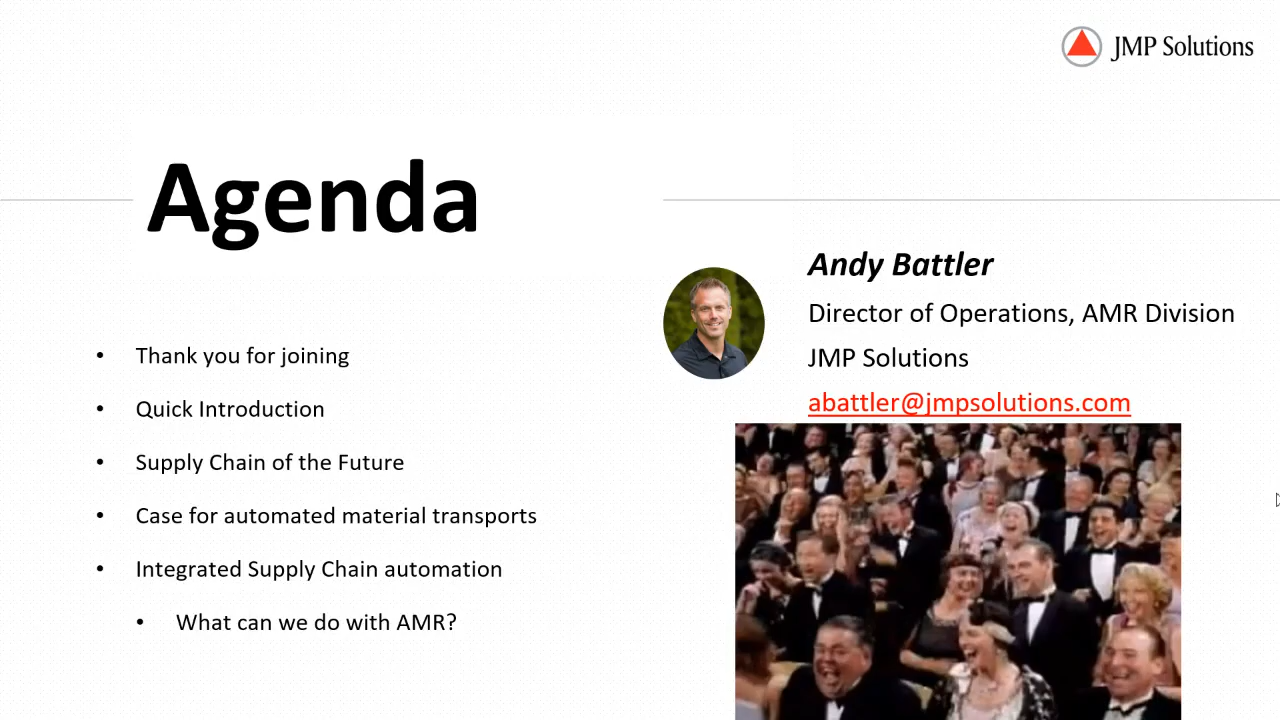 JMP Solutions
Agenda
Andy Battler
Director of Operations, AMR Division
JMP Solutions
abattler@jmpsolutions.com
• Thank you for joining
• Quick Introduction
• Supply Chain of the Future
• Case for automated material transports
• Integrated Supply Chain automation
• What can we do with AMR?